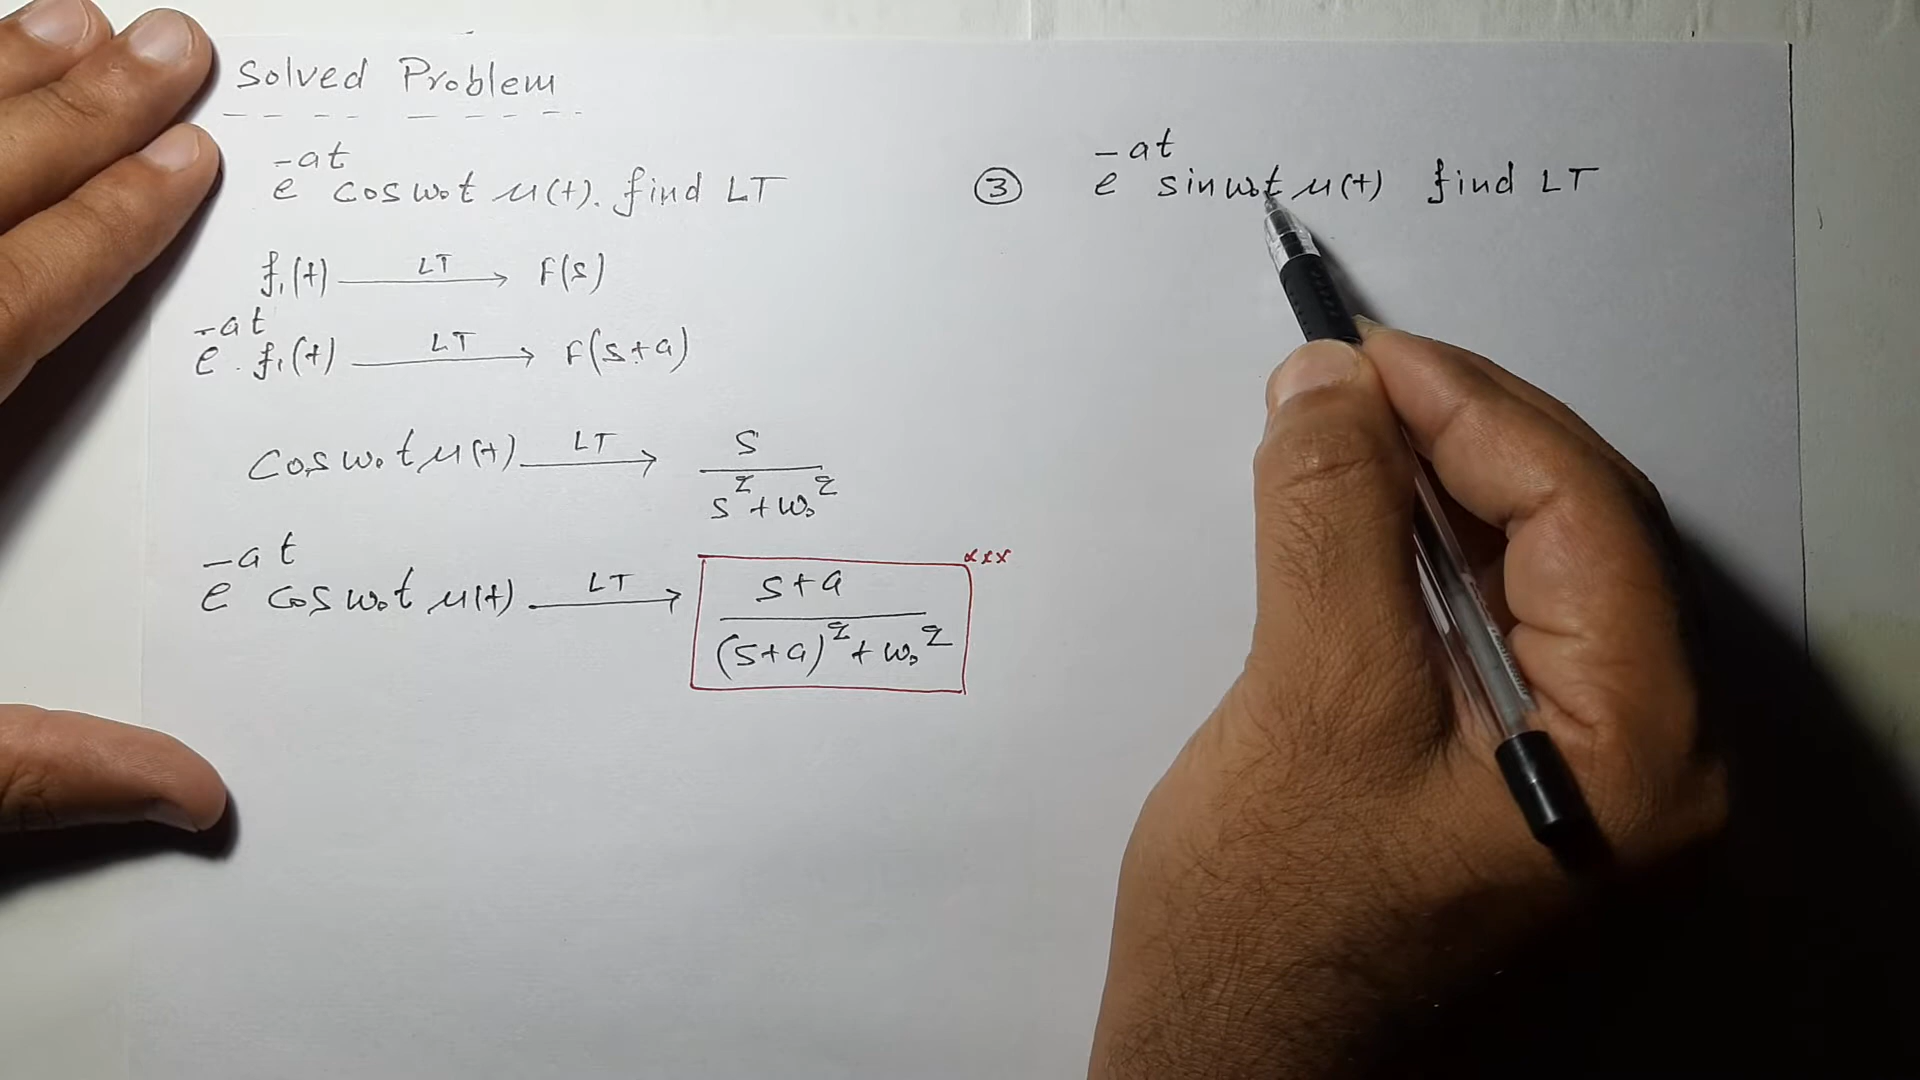 Solved Problem
e^{-at} cos ω₀t u(t). find LT
f₁(t) —LT→ F(s)
e^{-at} . f₁(t) —LT→ F(s+a)
cos ω₀t u(t) —LT→ s / (s² + ω₀²)
e^{-at} cos ω₀t u(t) —LT→ (s+a) / ((s+a)² + ω₀²) xxx
③ e^{-at} sin ω₀t u(t) find LT